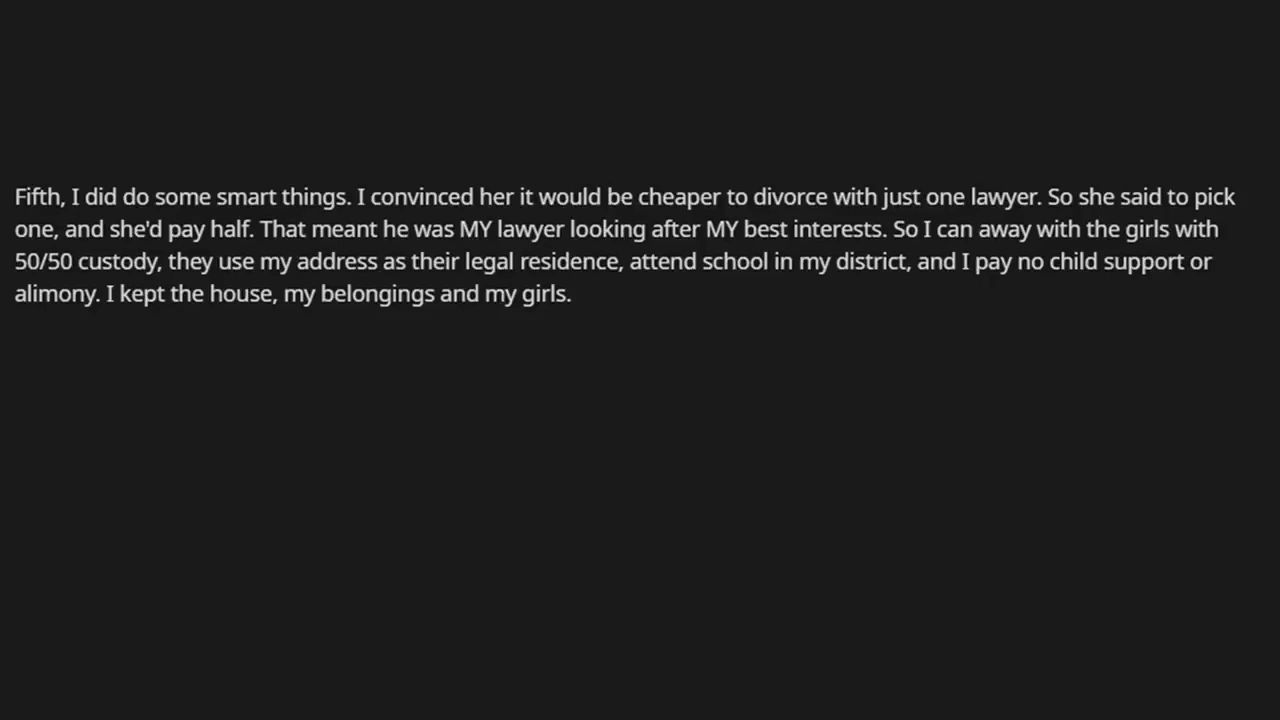 Fifth, I did do some smart things. I convinced her it would be cheaper to divorce with just one lawyer. So she said to pick
one, and she'd pay half. That meant he was MY lawyer looking after MY best interests. So I can away with the girls with
50/50 custody, they use my address as their legal residence, attend school in my district, and I pay no child support or
alimony. I kept the house, my belongings and my girls.